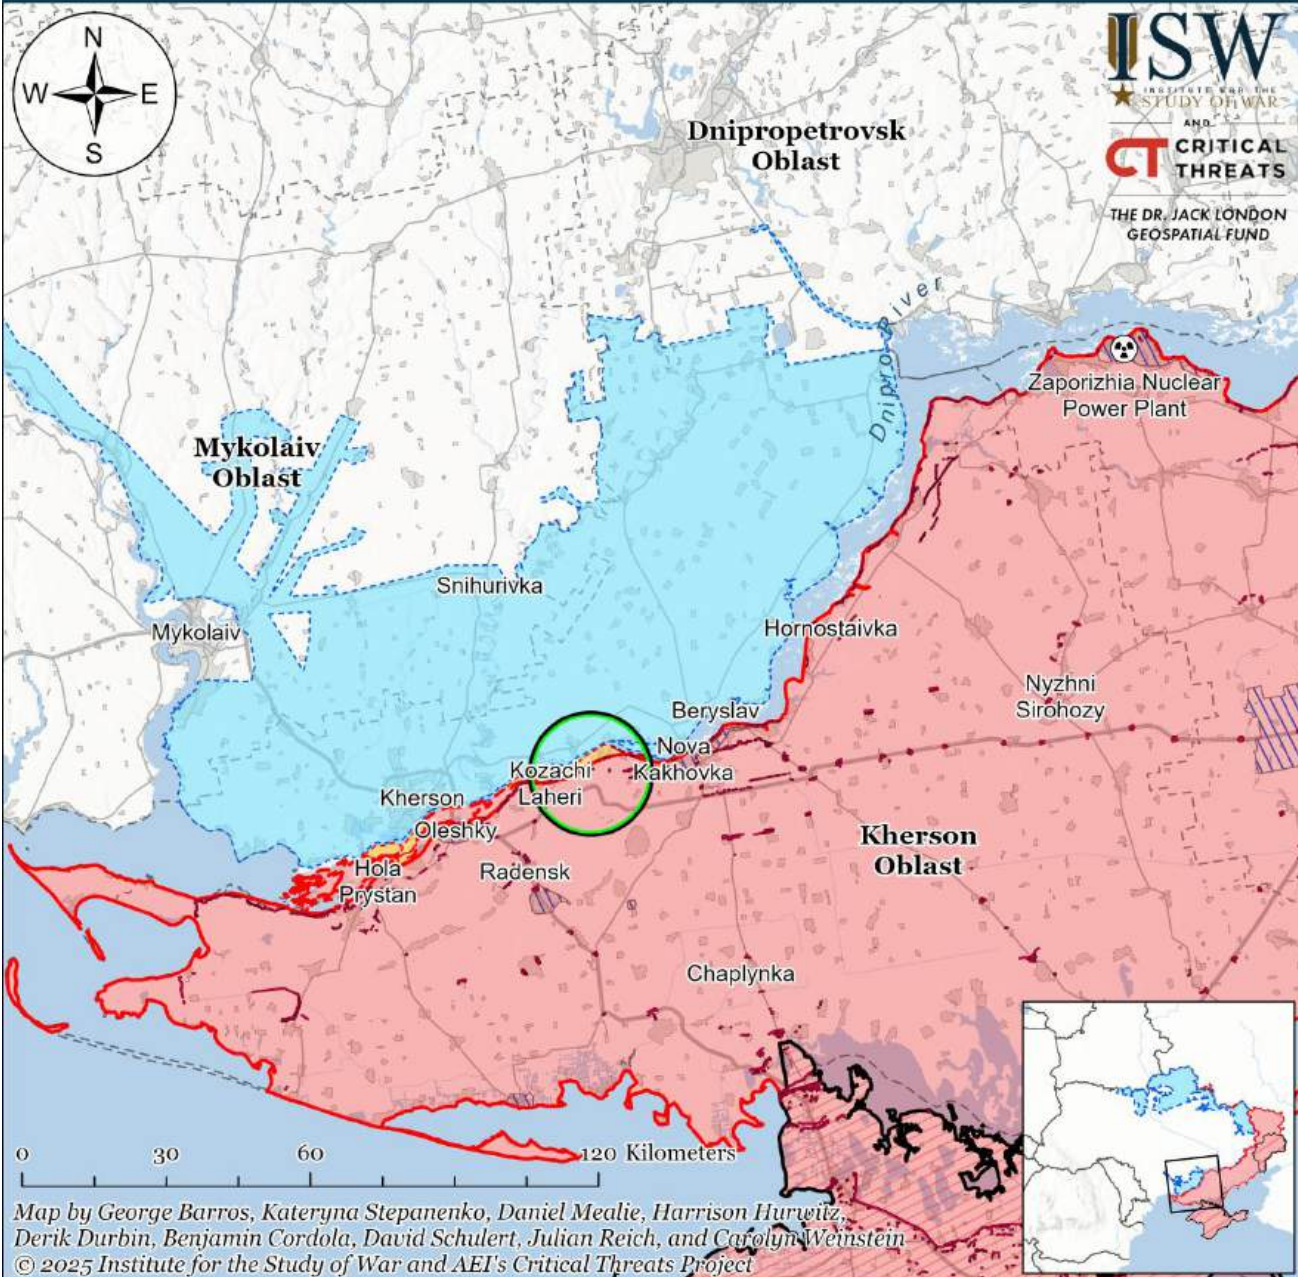 N
W
E
S
ISW
INSTITUTE FOR THE
STUDY OF WAR
AND
CT CRITICAL
THREATS
THE DR. JACK LONDON
GEOSPATIAL FUND
Dnipropetrovsk
Oblast
Dnipro River
Zaporizhia Nuclear
Power Plant
Mykolaiv
Oblast
Snihurivka
Mykolaiv
Hornostaivka
Nyzhni
Sirohozy
Beryslav
Nova
Kakhovka
Kozachi
Laheri
Kherson
Oleshky
Kherson
Oblast
Hola
Prystan
Radensk
Chaplynka
0 30 60 120 Kilometers
Map by George Barros, Kateryna Stepanenko, Daniel Mealie, Harrison Hurwitz,
Derik Durbin, Benjamin Cordola, David Schulert, Julian Reich, and Carolyn Weinstein
© 2025 Institute for the Study of War and AEI's Critical Threats Project